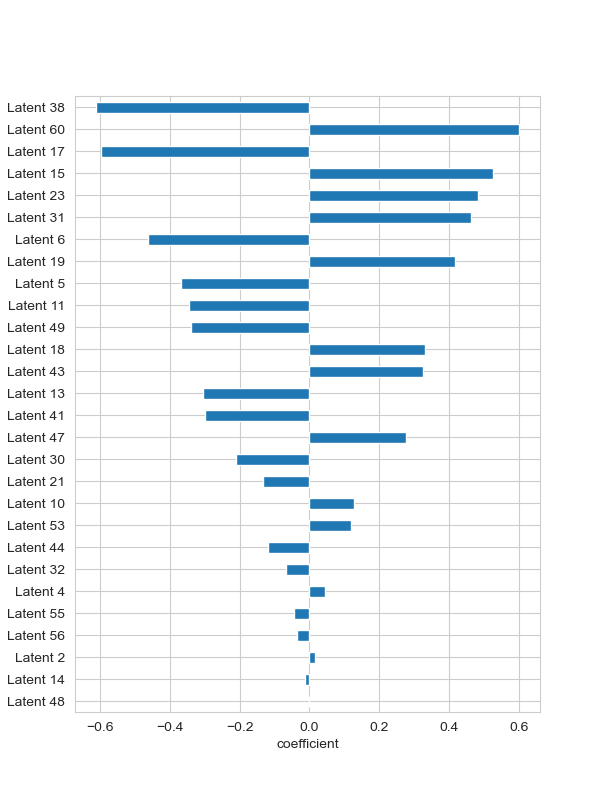 Latent 38
Latent 60
Latent 17
Latent 15
Latent 23
Latent 31
Latent 6
Latent 19
Latent 5
Latent 11
Latent 49
Latent 18
Latent 43
Latent 13
Latent 41
Latent 47
Latent 30
Latent 21
Latent 10
Latent 53
Latent 44
Latent 32
Latent 4
Latent 55
Latent 56
Latent 2
Latent 14
Latent 48
−0.6 −0.4 −0.2 0.0 0.2 0.4 0.6
coefficient